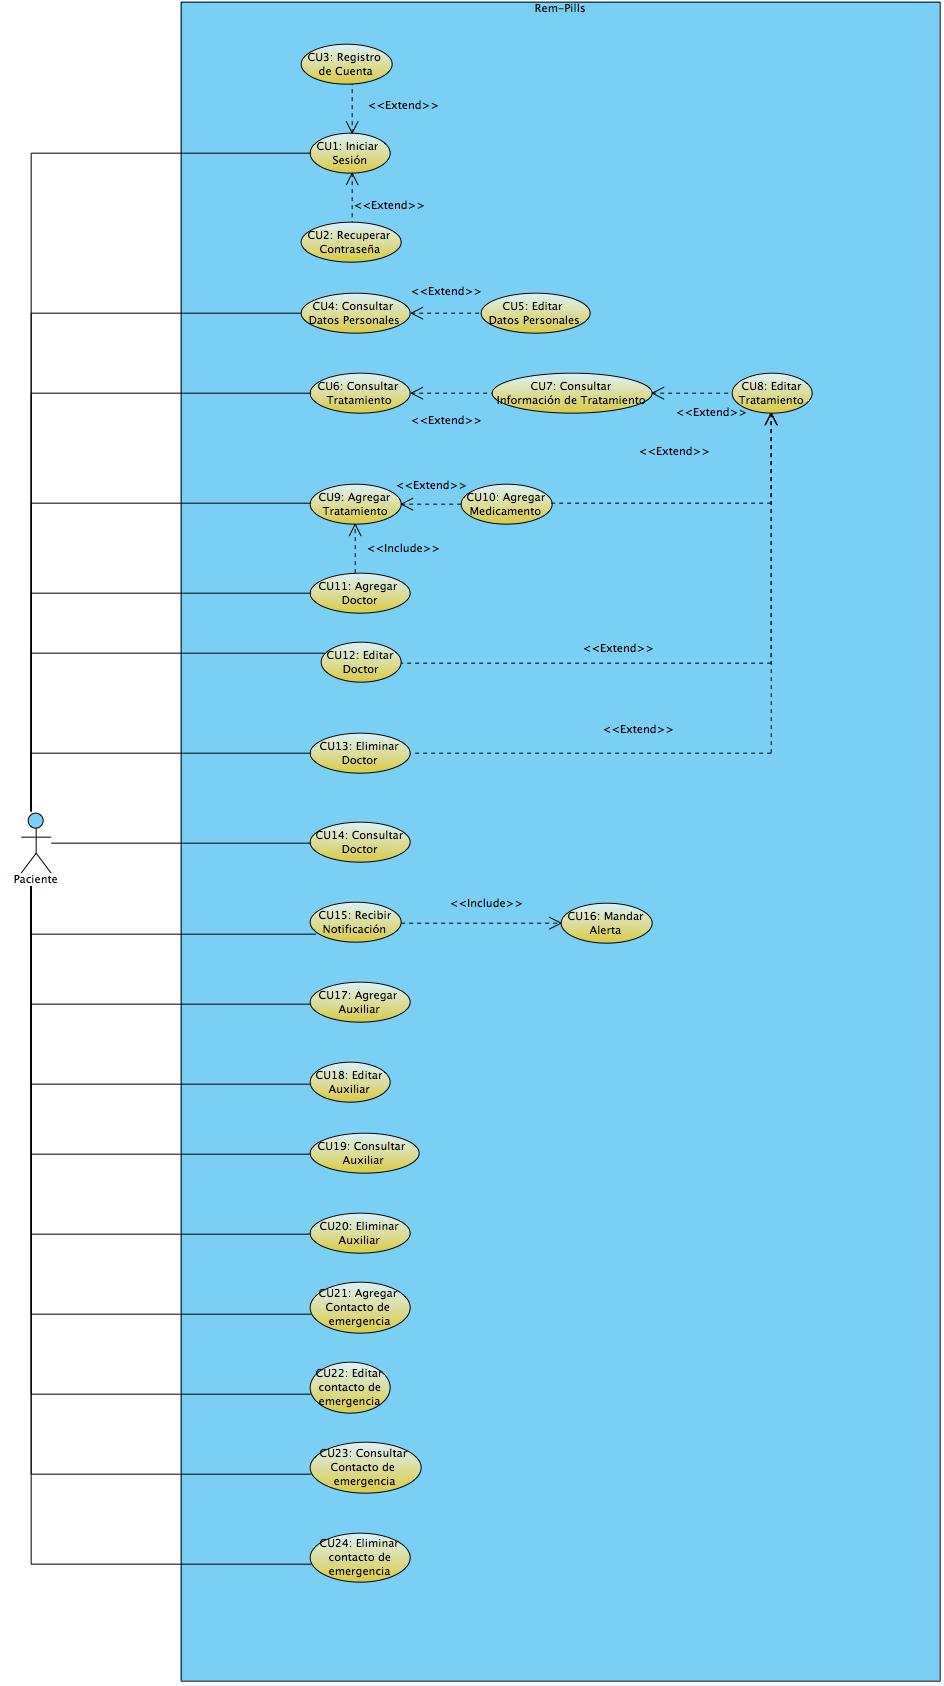 Rem-Pills
CU3: Registro
de Cuenta
<<Extend>>
CU1: Iniciar
Sesión
<<Extend>>
CU2: Recuperar
Contraseña
<<Extend>>
CU4: Consultar
Datos Personales
CU5: Editar
Datos Personales
CU6: Consultar
Tratamiento
<<Extend>>
CU7: Consultar
Información de Tratamiento
<<Extend>>
CU8: Editar
Tratamiento
<<Extend>>
CU9: Agregar
Tratamiento
<<Extend>>
CU10: Agregar
Medicamento
<<Include>>
CU11: Agregar
Doctor
CU12: Editar
Doctor
<<Extend>>
<<Extend>>
CU13: Eliminar
Doctor
CU14: Consultar
Doctor
Paciente
CU15: Recibir
Notificación
<<Include>>
CU16: Mandar
Alerta
CU17: Agregar
Auxiliar
CU18: Editar
Auxiliar
CU19: Consultar
Auxiliar
CU20: Eliminar
Auxiliar
CU21: Agregar
Contacto de
emergencia
CU22: Editar
contacto de
emergencia
CU23: Consultar
Contacto de
emergencia
CU24: Eliminar
contacto de
emergencia